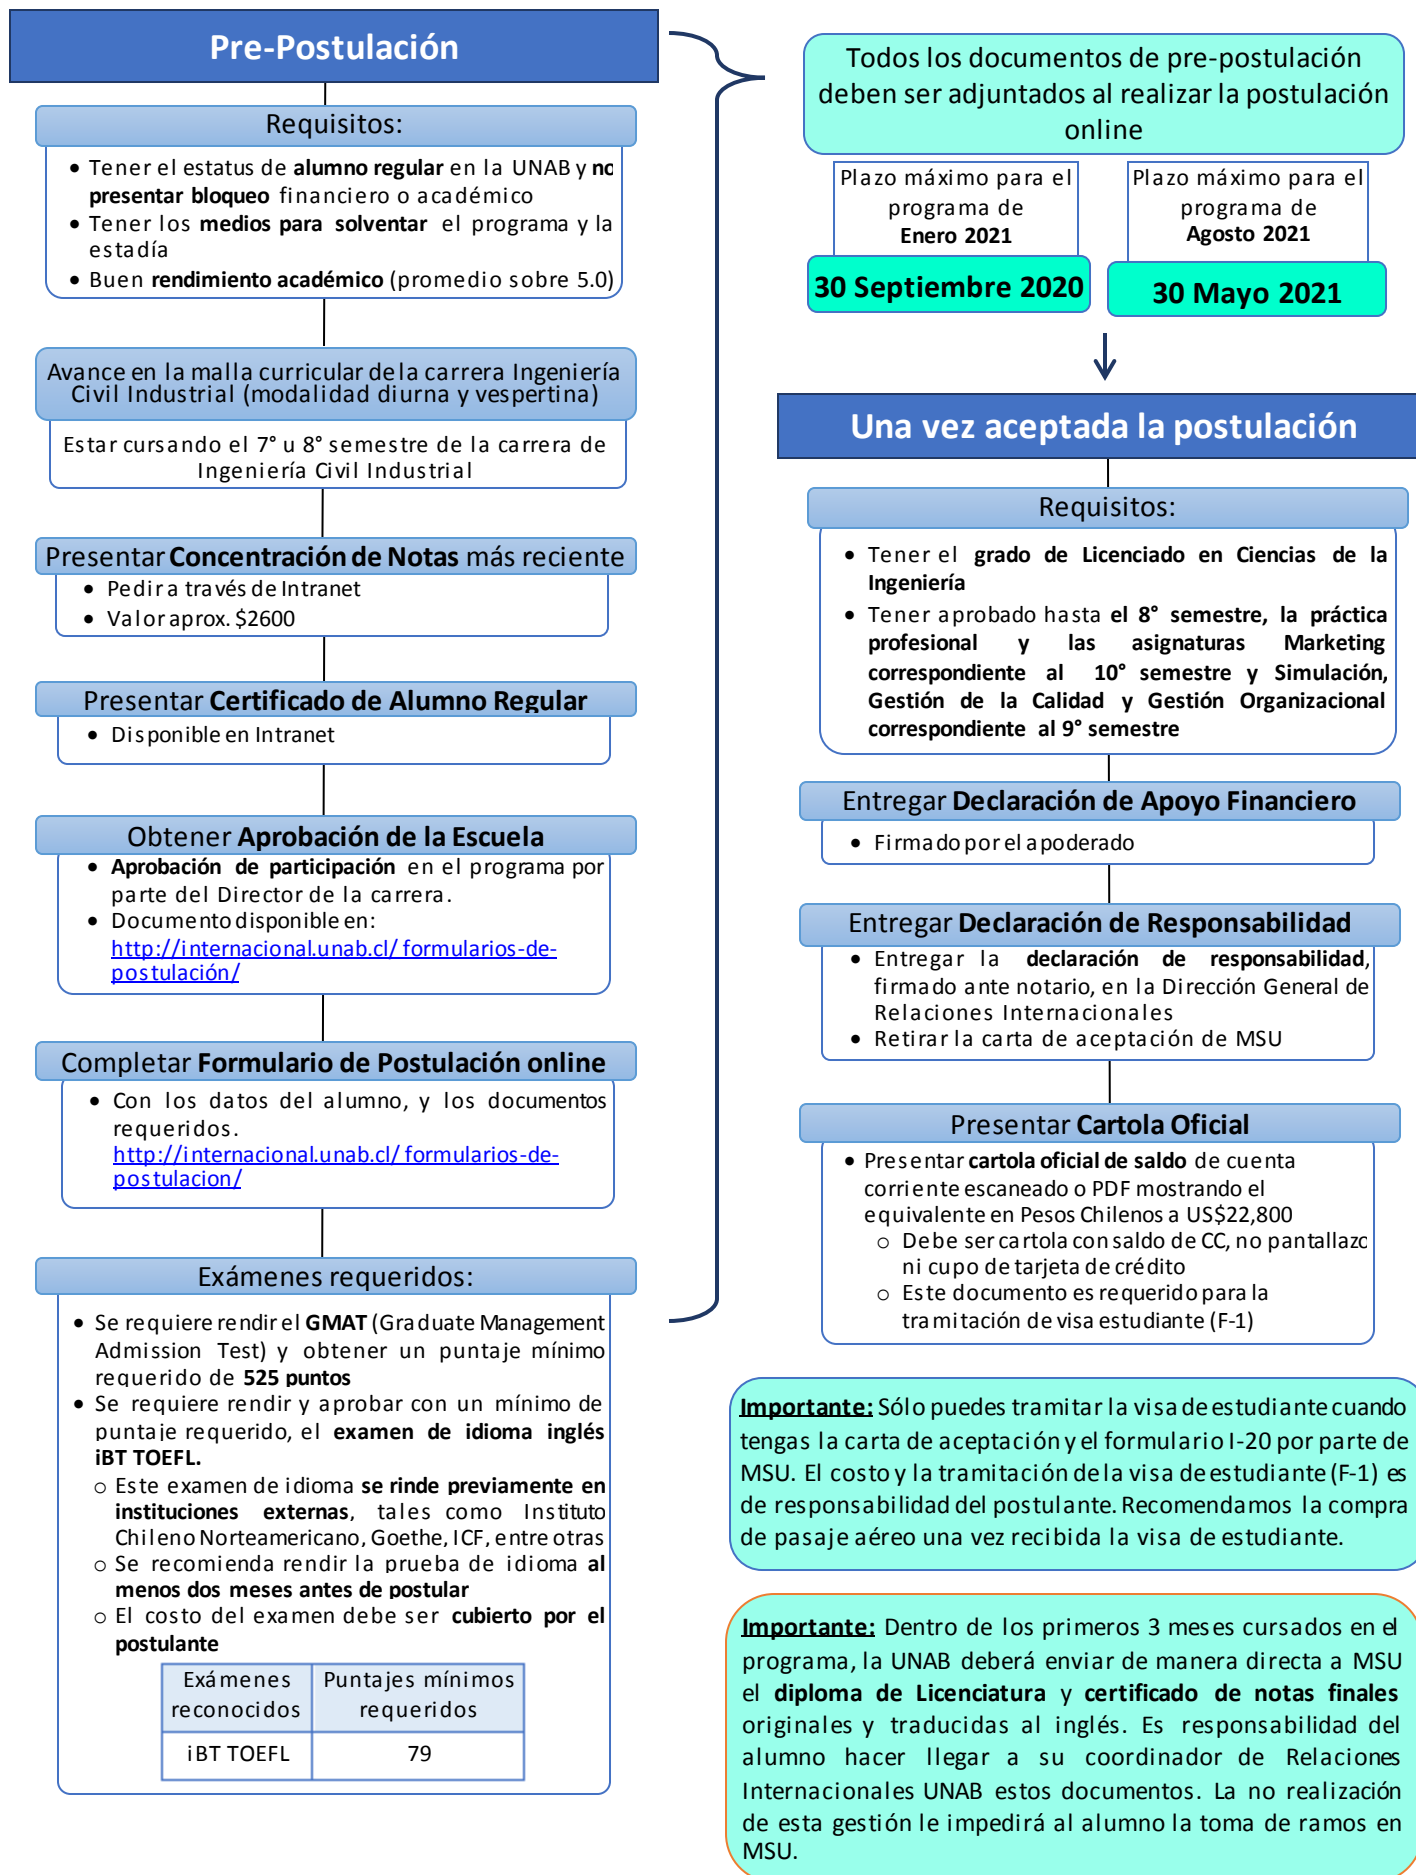 Pre-Postulación
Requisitos:
• Tener el estatus de alumno regular en la UNAB y no
presentar bloqueo financiero o académico
• Tener los medios para solventar el programa y la
estadía
• Buen rendimiento académico (promedio sobre 5.0)
Avance en la malla curricular de la carrera Ingeniería
Civil Industrial (modalidad diurna y vespertina)
Estar cursando el 7° u 8° semestre de la carrera de
Ingeniería Civil Industrial
Presentar Concentración de Notas más reciente
• Pedir a través de Intranet
• Valor aprox. $2600
Presentar Certificado de Alumno Regular
• Disponible en Intranet
Obtener Aprobación de la Escuela
• Aprobación de participación en el programa por
parte del Director de la carrera.
• Documento disponible en:
http://internacional.unab.cl/formularios-de-
postulación/
Completar Formulario de Postulación online
• Con los datos del alumno, y los documentos
requeridos.
http://internacional.unab.cl/formularios-de-
postulacion/
Exámenes requeridos:
• Se requiere rendir el GMAT (Graduate Management
Admission Test) y obtener un puntaje mínimo
requerido de 525 puntos
• Se requiere rendir y aprobar con un mínimo de
puntaje requerido, el examen de idioma inglés
iBT TOEFL.
o Este examen de idioma se rinde previamente en
instituciones externas, tales como Instituto
Chileno Norteamericano, Goethe, ICF, entre otras
o Se recomienda rendir la prueba de idioma al
menos dos meses antes de postular
o El costo del examen debe ser cubierto por el
postulante
Exámenes reconocidos Puntajes mínimos requeridos
iBT TOEFL 79
Todos los documentos de pre-postulación
deben ser adjuntados al realizar la postulación
online
Plazo máximo para el
programa de
Enero 2021
30 Septiembre 2020
Plazo máximo para el
programa de
Agosto 2021
30 Mayo 2021
Una vez aceptada la postulación
Requisitos:
• Tener el grado de Licenciado en Ciencias de la
Ingeniería
• Tener aprobado hasta el 8° semestre, la práctica
profesional y las asignaturas Marketing
correspondiente al 10° semestre y Simulación,
Gestión de la Calidad y Gestión Organizacional
correspondiente al 9° semestre
Entregar Declaración de Apoyo Financiero
• Firmado por el apoderado
Entregar Declaración de Responsabilidad
• Entregar la declaración de responsabilidad,
firmado ante notario, en la Dirección General de
Relaciones Internacionales
• Retirar la carta de aceptación de MSU
Presentar Cartola Oficial
• Presentar cartola oficial de saldo de cuenta
corriente escaneado o PDF mostrando el
equivalente en Pesos Chilenos a US$22,800
o Debe ser cartola con saldo de CC, no pantallazo
ni cupo de tarjeta de crédito
o Este documento es requerido para la
tramitación de visa estudiante (F-1)
Importante: Sólo puedes tramitar la visa de estudiante cuando
tengas la carta de aceptación y el formulario I-20 por parte de
MSU. El costo y la tramitación de la visa de estudiante (F-1) es
de responsabilidad del postulante. Recomendamos la compra
de pasaje aéreo una vez recibida la visa de estudiante.
Importante: Dentro de los primeros 3 meses cursados en el
programa, la UNAB deberá enviar de manera directa a MSU
el diploma de Licenciatura y certificado de notas finales
originales y traducidas al inglés. Es responsabilidad del
alumno hacer llegar a su coordinador de Relaciones
Internacionales UNAB estos documentos. La no realización
de esta gestión le impedirá al alumno la toma de ramos en
MSU.